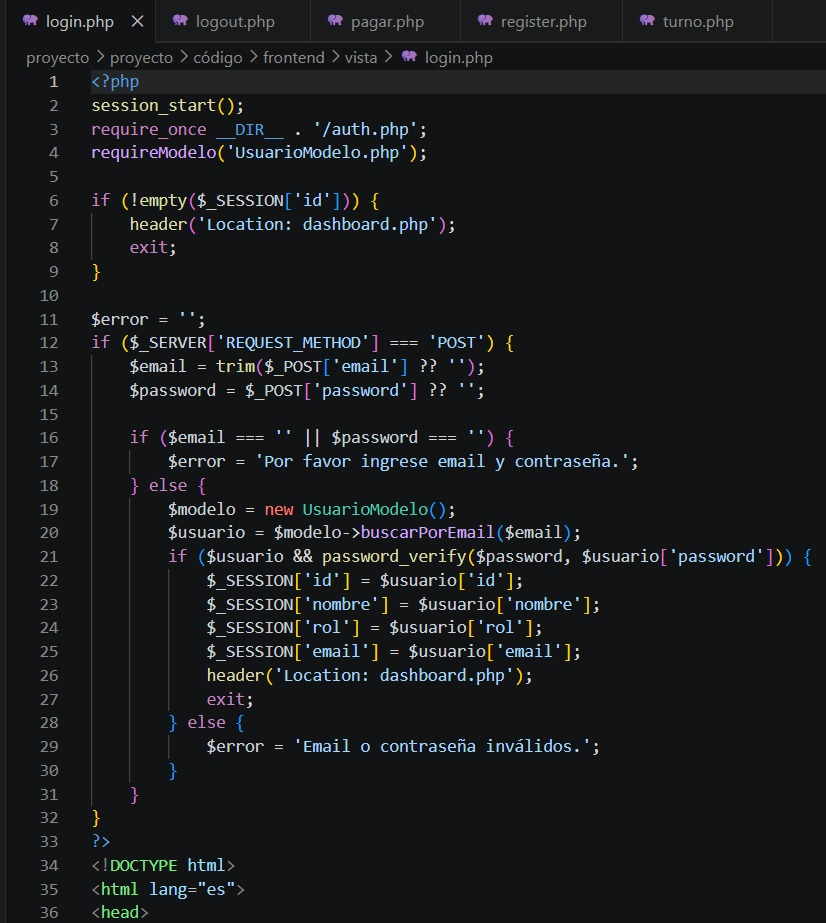 login.php × logout.php pagar.php register.php turno.php
proyecto > proyecto > código > frontend > vista > login.php
1 <?php
2 session_start();
3 require_once __DIR__ . '/auth.php';
4 requireModelo('UsuarioModelo.php');
5
6 if (!empty($_SESSION['id'])) {
7     header('Location: dashboard.php');
8     exit;
9 }
10
11 $error = '';
12 if ($_SERVER['REQUEST_METHOD'] === 'POST') {
13     $email = trim($_POST['email'] ?? '');
14     $password = $_POST['password'] ?? '';
15
16     if ($email === '' || $password === '') {
17         $error = 'Por favor ingrese email y contraseña.';
18     } else {
19         $modelo = new UsuarioModelo();
20         $usuario = $modelo->buscarPorEmail($email);
21         if ($usuario && password_verify($password, $usuario['password'])) {
22             $_SESSION['id'] = $usuario['id'];
23             $_SESSION['nombre'] = $usuario['nombre'];
24             $_SESSION['rol'] = $usuario['rol'];
25             $_SESSION['email'] = $usuario['email'];
26             header('Location: dashboard.php');
27             exit;
28         } else {
29             $error = 'Email o contraseña inválidos.';
30         }
31     }
32 }
33 ?>
34 <!DOCTYPE html>
35 <html lang="es">
36 <head>